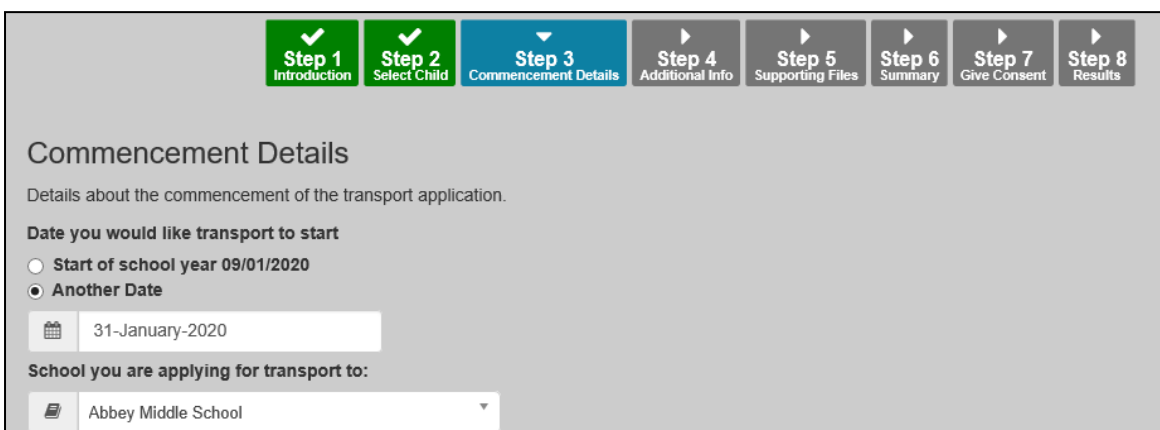 Step 1
Introduction
Step 2
Select Child
Step 3
Commencement Details
Step 4
Additional Info
Step 5
Supporting Files
Step 6
Summary
Step 7
Give Consent
Step 8
Results
Commencement Details
Details about the commencement of the transport application.
Date you would like transport to start
Start of school year 09/01/2020
Another Date
31-January-2020
School you are applying for transport to:
Abbey Middle School